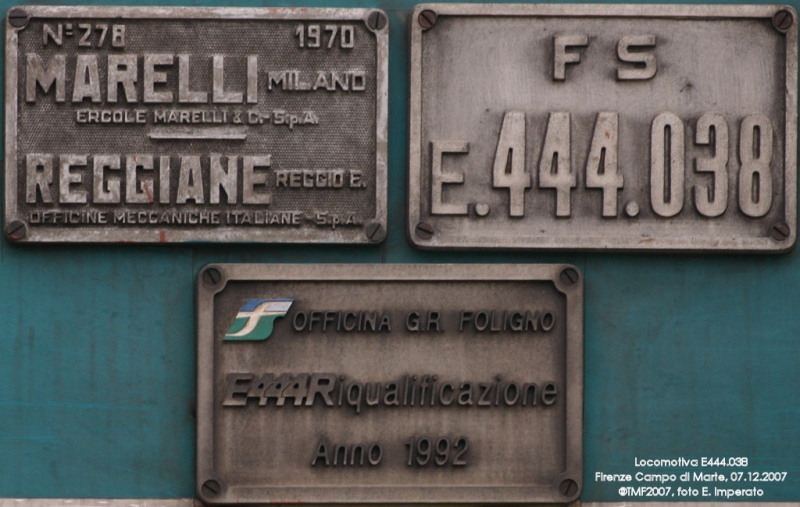 Nº 278 1970
MARELLI MILANO
ERCOLE MARELLI & C. - S.p.A.
REGGIANE REGGIO E.
OFFICINE MECCANICHE ITALIANE - S.p.A.
FS
E.444.038
OFFICINA G.R. FOLIGNO
E444Riqualificazione
Anno 1992
Locomotiva E444.038
Firenze Campo di Marte, 07.12.2007
©TMF2007, foto E. Imperato